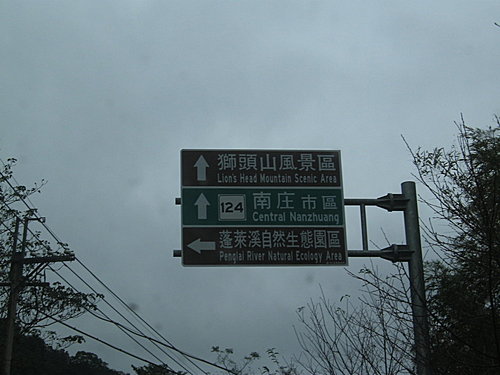 獅頭山風景區
Lion's Head Mountain Scenic Area
124 南庄市區
Central Nanzhuang
蓬萊溪自然生態園區
Penglai River Natural Ecology Area